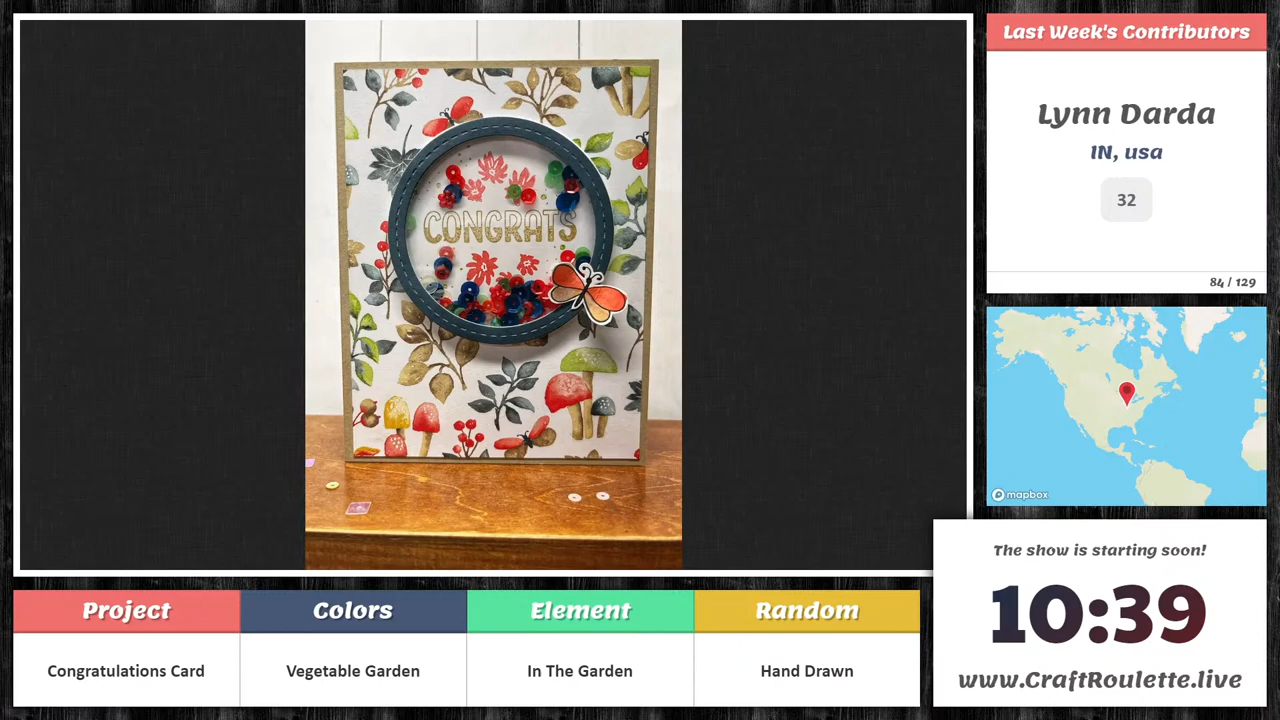 CONGRATS
Last Week's Contributors
Lynn Darda
IN, usa
32
84 / 129
mapbox
The show is starting soon!
10:39
www.CraftRoulette.live
Project
Colors
Element
Random
Congratulations Card
Vegetable Garden
In The Garden
Hand Drawn